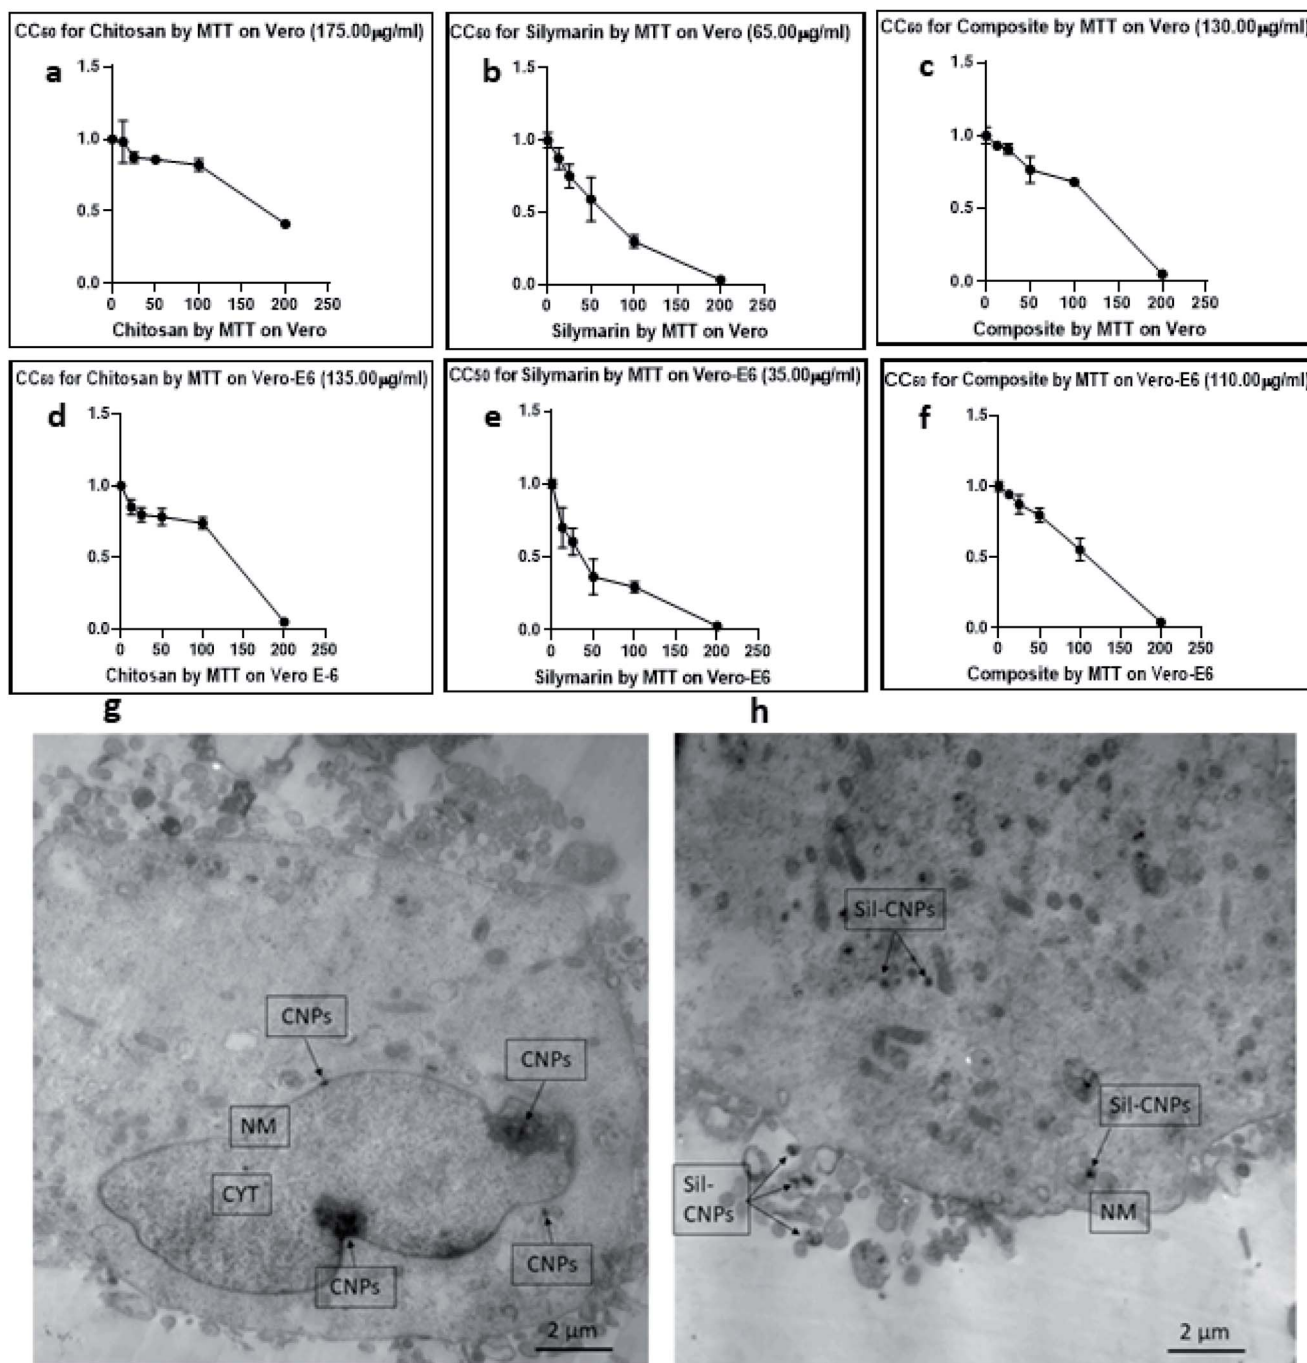 CC₅₀ for Chitosan by MTT on Vero (175.00µg/ml)
a
1.5
1.0
0.5
0.0
0 50 100 150 200 250
Chitosan by MTT on Vero
CC₅₀ for Silymarin by MTT on Vero (65.00µg/ml)
b
1.5
1.0
0.5
0.0
0 50 100 150 200 250
Silymarin by MTT on Vero
CC₅₀ for Composite by MTT on Vero (130.00µg/ml)
c
1.5
1.0
0.5
0.0
0 50 100 150 200 250
Composite by MTT on Vero
CC₅₀ for Chitosan by MTT on Vero-E6 (135.00µg/ml)
d
1.5
1.0
0.5
0.0
0 50 100 150 200 250
Chitosan by MTT on Vero E-6
CC50 for Silymarin by MTT on Vero-E6 (35.00µg/ml)
e
1.5
1.0
0.5
0.0
0 50 100 150 200 250
Silymarin by MTT on Vero-E6
CC₅₀ for Composite by MTT on Vero-E6 (110.00µg/ml)
f
1.5
1.0
0.5
0.0
0 50 100 150 200 250
Composite by MTT on Vero-E6
g
CNPs
CNPs
NM
CYT
CNPs
CNPs
2 µm
h
Sil-CNPs
Sil-CNPs
Sil-
CNPs
NM
2 µm